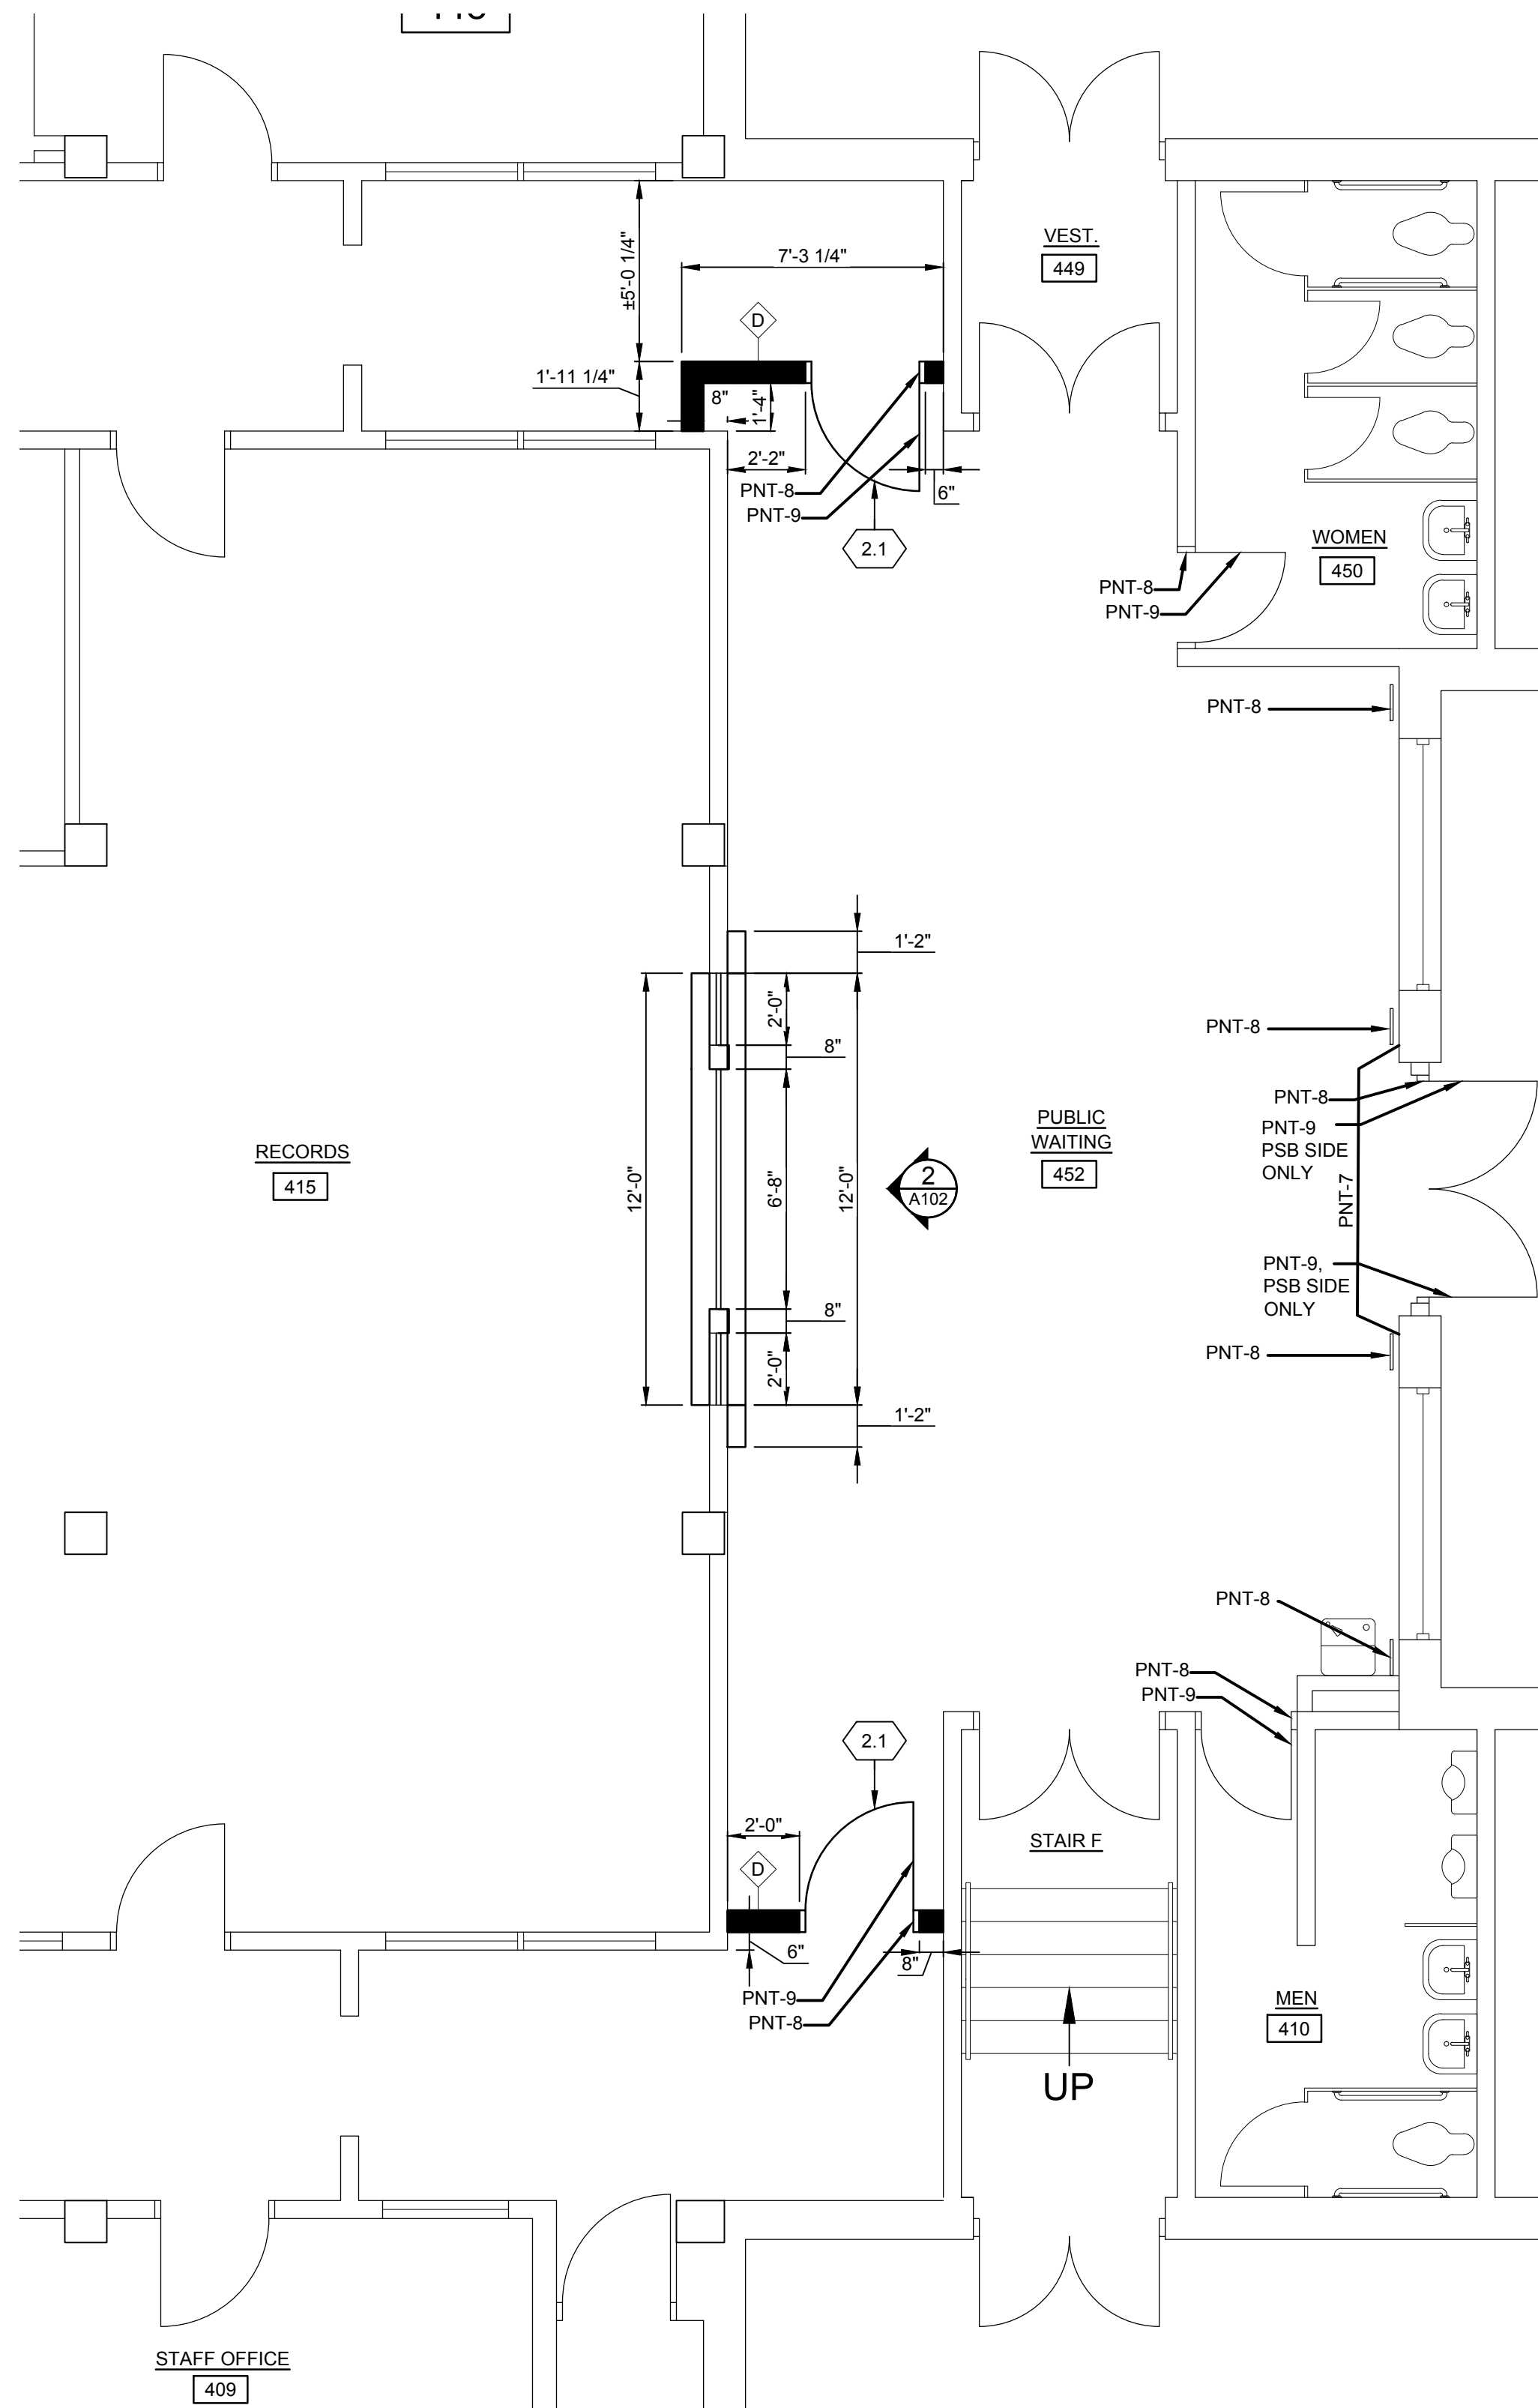 VEST.
449
±5'-0 1/4"
7'-3 1/4"
D
1'-11 1/4"
8"
1'-4"
2'-2"
PNT-8
PNT-9
6"
2.1
WOMEN
450
PNT-8
PNT-9
PNT-8
1'-2"
2'-0"
8"
PNT-8
PNT-8
PNT-9
PSB SIDE
ONLY
PUBLIC
WAITING
452
RECORDS
415
12'-0"
6'-8"
12'-0"
2
A102
PNT-7
PNT-9,
PSB SIDE
ONLY
8"
PNT-8
2'-0"
1'-2"
PNT-8
PNT-8
PNT-9
2.1
2'-0"
STAIR F
D
6"
8"
PNT-9
PNT-8
MEN
410
UP
STAFF OFFICE
409